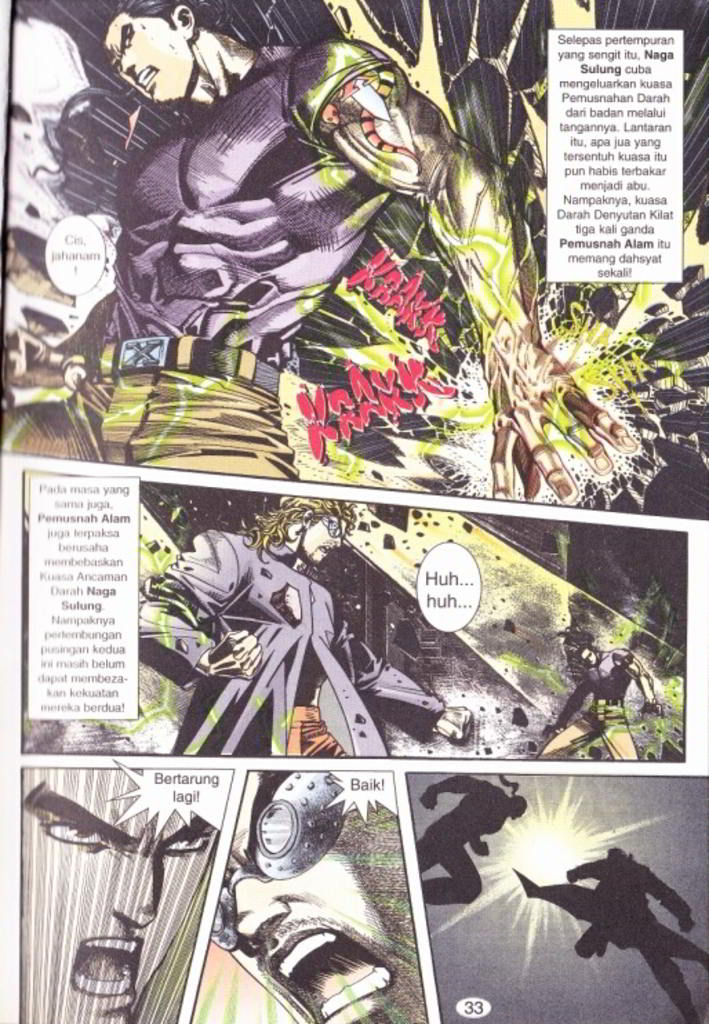 Selepas pertempuran
yang sengit itu, Naga
Sulung cuba
mengeluarkan kuasa
Pemusnahan Darah
dari badan melalui
tangannya. Lantaran
itu, apa jua yang
tersentuh kuasa itu
pun habis terbakar
menjadi abu.
Nampaknya, kuasa
Darah Denyutan Kilat
tiga kali ganda
Pemusnah Alam itu
memang dahsyat
sekali!
Cis,
jahanam
!
KRAAKK
KRAAKK
Pada masa yang
sama juga,
Pemusnah Alam
juga terpaksa
berusaha
membebaskan
Kuasa Ancaman
Darah Naga
Sulung.
Nampaknya
pertembungan
pusingan kedua
ini masih belum
dapat membeza-
kan kekuatan
mereka berdua!
Huh...
huh...
Bertarung
lagi!
Baik!
33